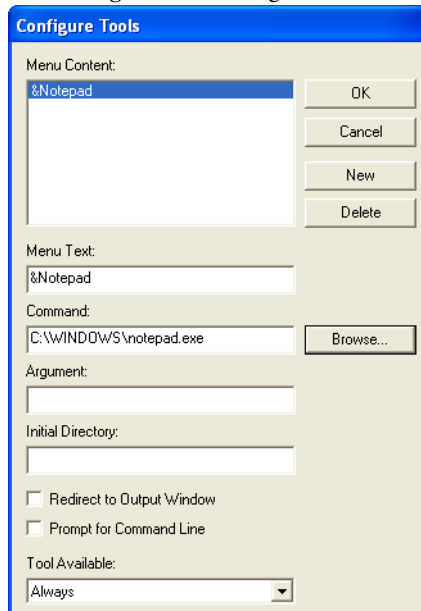 Configure Tools
Menu Content:
&Notepad
OK
Cancel
New
Delete
Menu Text:
&Notepad
Command:
C:\WINDOWS\notepad.exe
Browse...
Argument:
Initial Directory:
Redirect to Output Window
Prompt for Command Line
Tool Available:
Always